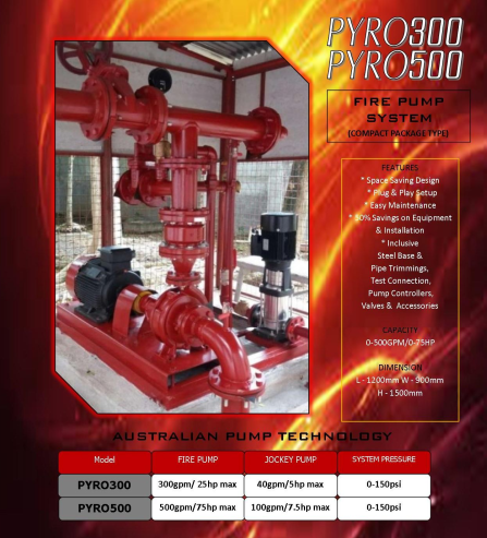 PYRO300
PYRO500
FIRE PUMP
SYSTEM
(COMPACT PACKAGE TYPE)
FEATURES
* Space Saving Design
* Plug & Play Setup
* Easy Maintenance
* 30% Savings on Equipment
& Installation
* Inclusive
Steel Base &
Pipe Trimmings,
Test Connection,
Pump Controllers,
Valves & Accessories
CAPACITY
0-500GPM/0-75HP
DIMENSION
L - 1200mm W - 900mm
H - 1500mm
AUSTRALIAN PUMP TECHNOLOGY
Model FIRE PUMP JOCKEY PUMP SYSTEM PRESSURE
PYRO300 300gpm/ 25hp max 40gpm/5hp max 0-150psi
PYRO500 500gpm/75hp max 100gpm/7.5hp max 0-150psi